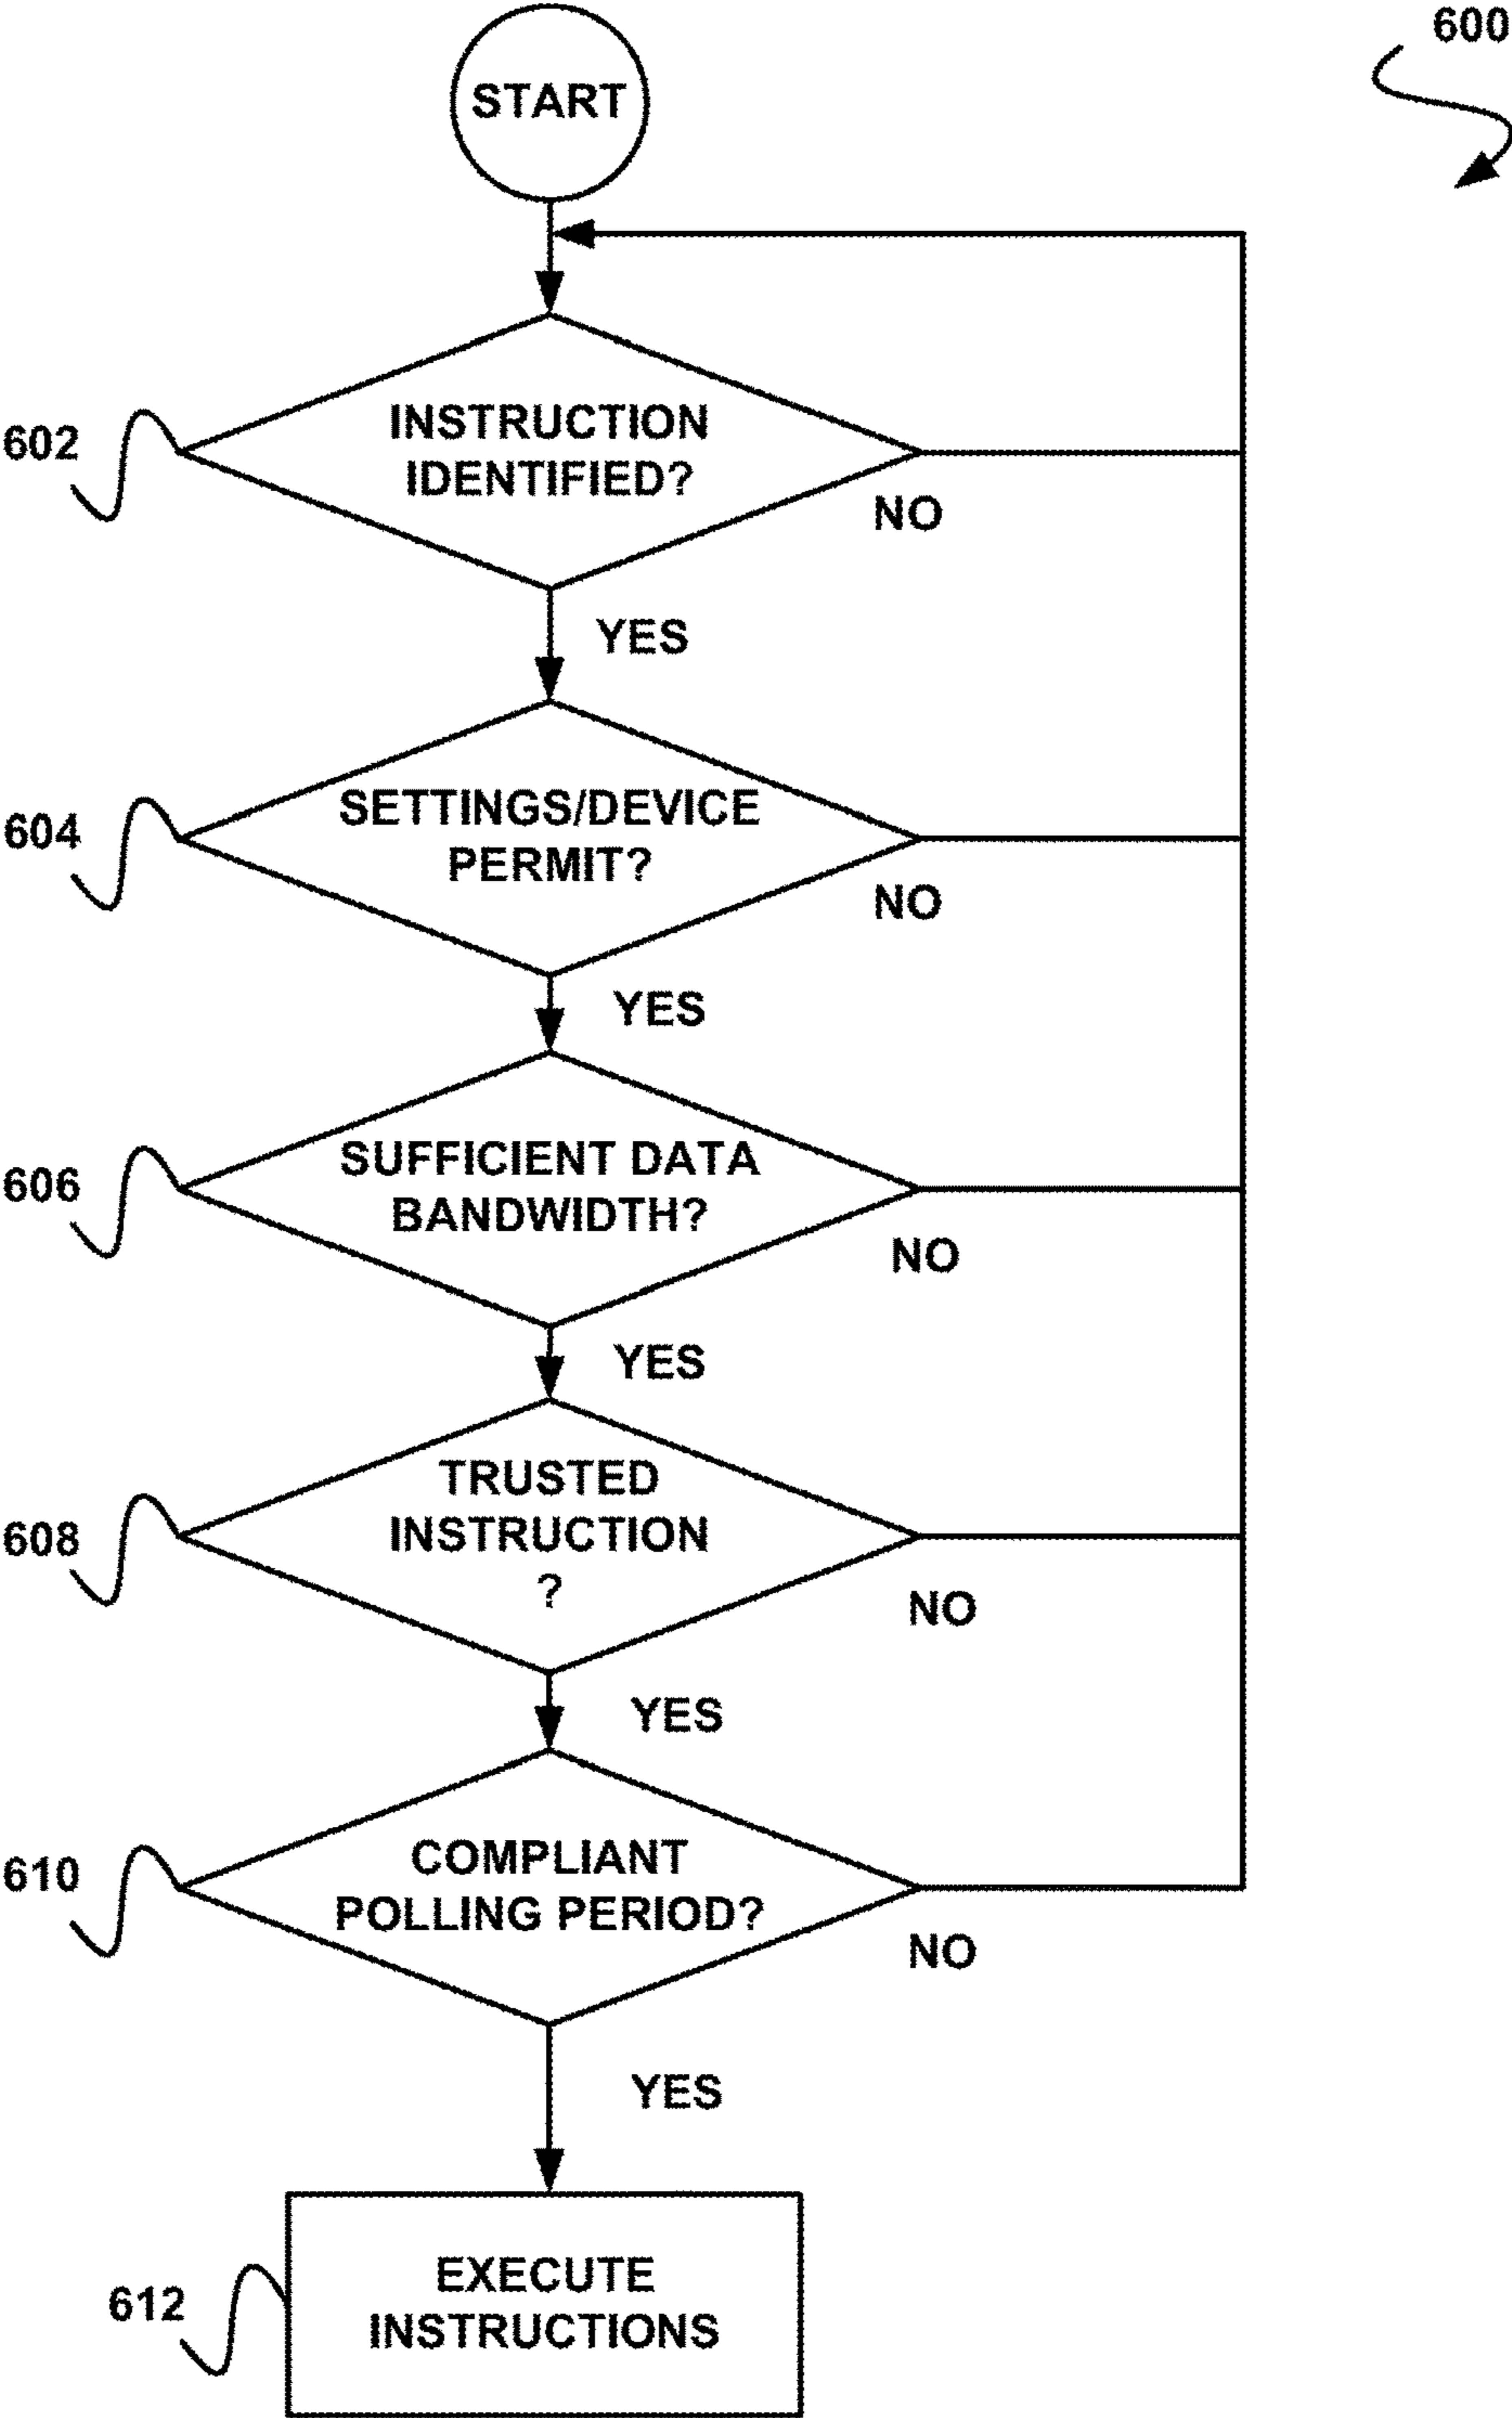 600
START
602
INSTRUCTION
IDENTIFIED?
NO
YES
604
SETTINGS/DEVICE
PERMIT?
NO
YES
606
SUFFICIENT DATA
BANDWIDTH?
NO
YES
608
TRUSTED
INSTRUCTION
?
NO
YES
610
COMPLIANT
POLLING PERIOD?
NO
YES
612
EXECUTE
INSTRUCTIONS